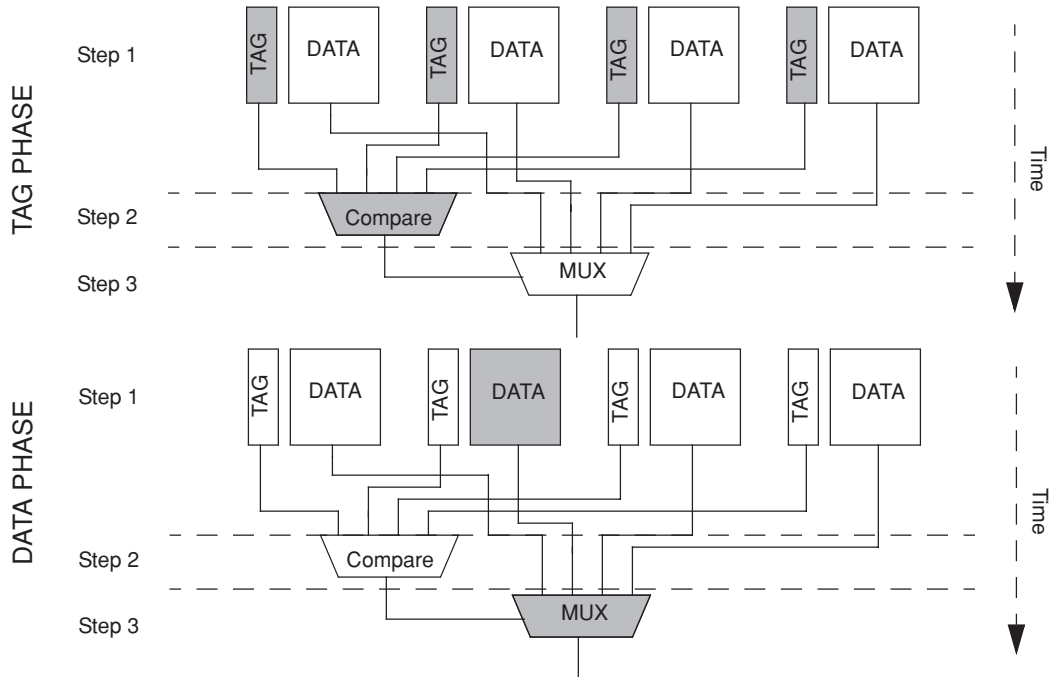 TAG PHASE
Step 1
TAG
DATA
TAG
DATA
TAG
DATA
TAG
DATA
Step 2
Compare
Step 3
MUX
Time
DATA PHASE
Step 1
TAG
DATA
TAG
DATA
TAG
DATA
TAG
DATA
Step 2
Compare
Step 3
MUX
Time